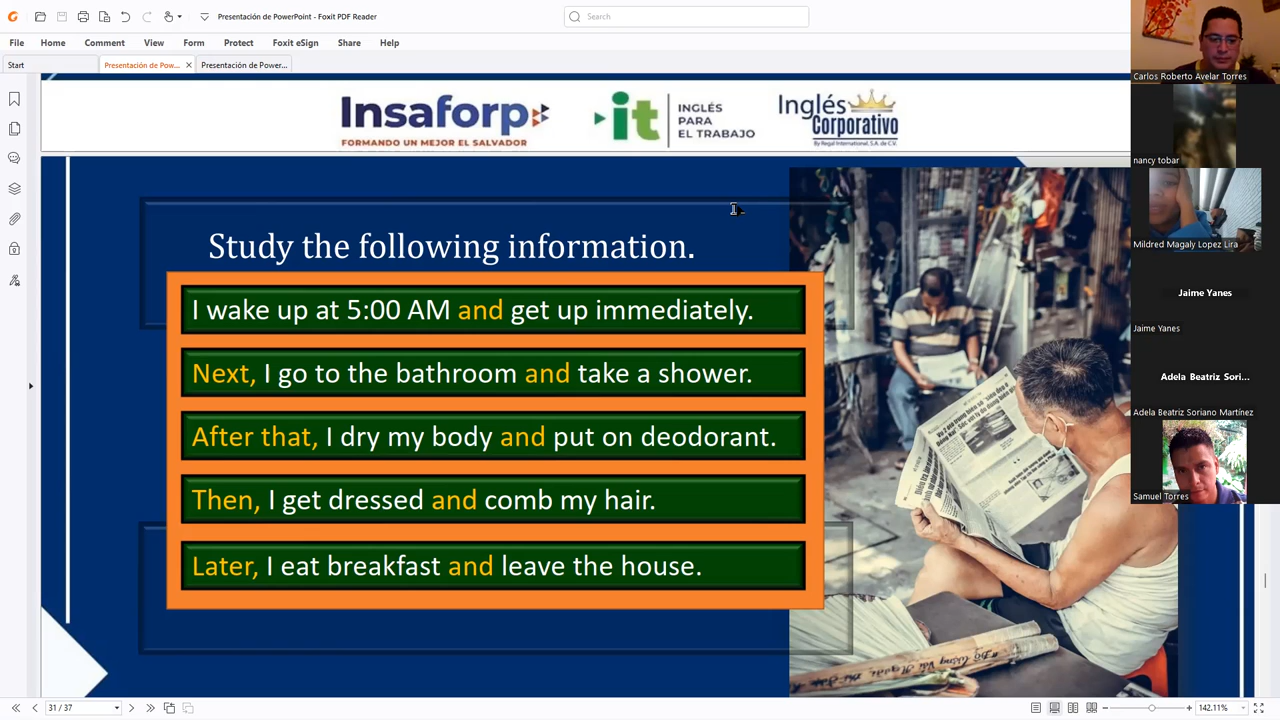 Presentación de PowerPoint - Foxit PDF Reader
Search
File Home Comment View Form Protect Foxit eSign Share Help
Start
Presentación de Pow...
Presentación de Power...
Insaforp
FORMANDO UN MEJOR EL SALVADOR
it
INGLÉS
PARA
EL TRABAJO
Inglés
Corporativo
By Regal International, S.A. de C.V.
Study the following information.
I wake up at 5:00 AM and get up immediately.
Next, I go to the bathroom and take a shower.
After that, I dry my body and put on deodorant.
Then, I get dressed and comb my hair.
Later, I eat breakfast and leave the house.
Carlos Roberto Avelar Torres
nancy tobar
Mildred Magaly Lopez Lira
Jaime Yanes
Jaime Yanes
Adela Beatriz Sori...
Adela Beatriz Soriano Martínez
Samuel Torres
31 / 37
142.11%